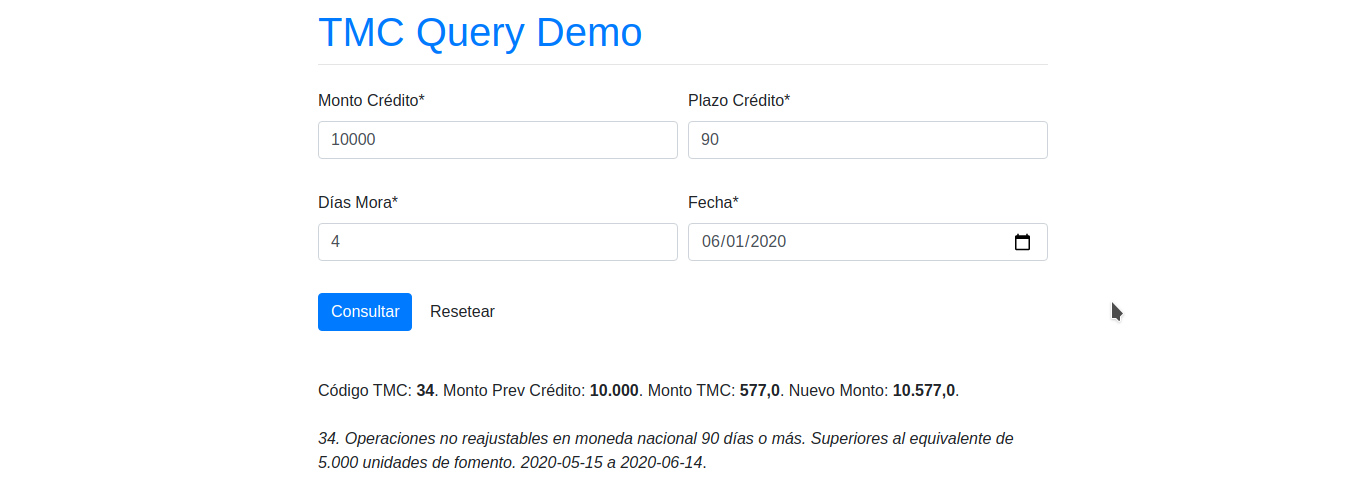 TMC Query Demo
Monto Crédito* Plazo Crédito*
10000 90
Días Mora* Fecha*
4 06/01/2020
Consultar Resetear
Código TMC: 34. Monto Prev Crédito: 10.000. Monto TMC: 577,0. Nuevo Monto: 10.577,0.
34. Operaciones no reajustables en moneda nacional 90 días o más. Superiores al equivalente de
5.000 unidades de fomento. 2020-05-15 a 2020-06-14.